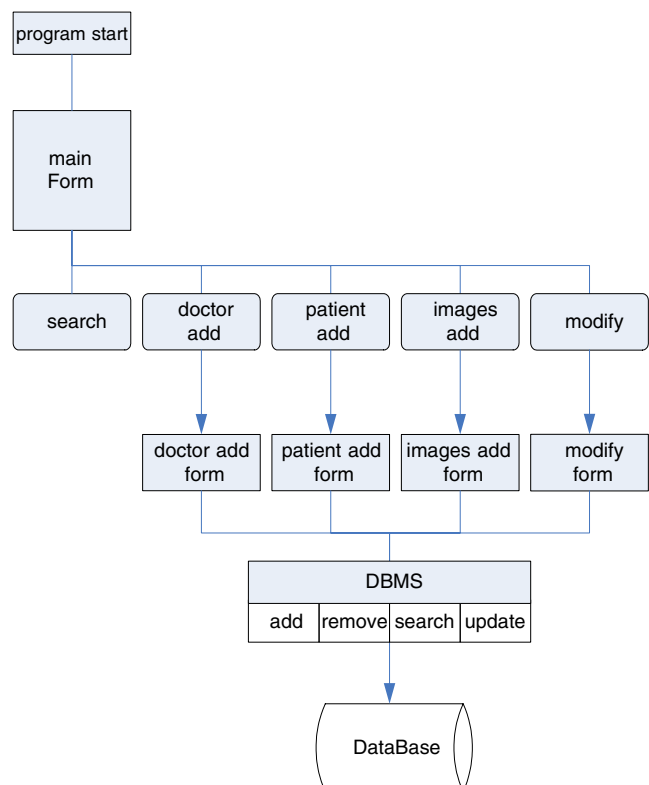 program start
main
Form
search
doctor
add
patient
add
images
add
modify
doctor add
form
patient add
form
images add
form
modify
form
DBMS
add
remove
search
update
DataBase